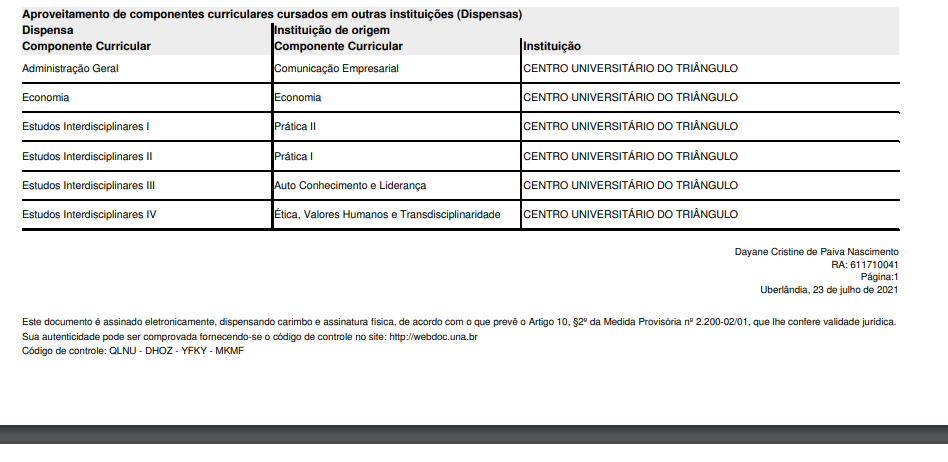 Aproveitamento de componentes curriculares cursados em outras instituições (Dispensas)
Dispensa Instituição de origem
Componente Curricular Componente Curricular Instituição
Administração Geral Comunicação Empresarial CENTRO UNIVERSITÁRIO DO TRIÂNGULO
Economia Economia CENTRO UNIVERSITÁRIO DO TRIÂNGULO
Estudos Interdisciplinares I Prática II CENTRO UNIVERSITÁRIO DO TRIÂNGULO
Estudos Interdisciplinares II Prática I CENTRO UNIVERSITÁRIO DO TRIÂNGULO
Estudos Interdisciplinares III Auto Conhecimento e Liderança CENTRO UNIVERSITÁRIO DO TRIÂNGULO
Estudos Interdisciplinares IV Ética, Valores Humanos e Transdisciplinaridade CENTRO UNIVERSITÁRIO DO TRIÂNGULO
Dayane Cristine de Paiva Nascimento
RA: 611710041
Página:1
Uberlândia, 23 de julho de 2021
Este documento é assinado eletronicamente, dispensando carimbo e assinatura física, de acordo com o que prevê o Artigo 10, §2º da Medida Provisória nº 2.200-02/01, que lhe confere validade jurídica.
Sua autenticidade pode ser comprovada fornecendo-se o código de controle no site: http://webdoc.una.br
Código de controle: QLNU - DHOZ - YFKY - MKMF